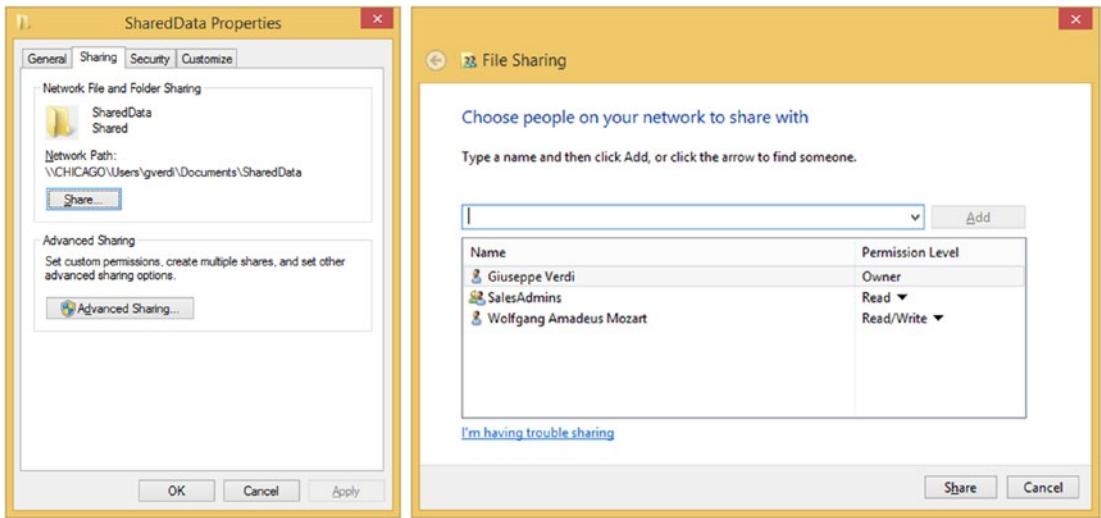 SharedData Properties
General Sharing Security Customize
Network File and Folder Sharing
SharedData
Shared
Network Path:
\\CHICAGO\Users\gverdi\Documents\SharedData
Share...
Advanced Sharing
Set custom permissions, create multiple shares, and set other
advanced sharing options.
Advanced Sharing...
OK Cancel Apply
File Sharing
Choose people on your network to share with
Type a name and then click Add, or click the arrow to find someone.
Add
Name Permission Level
Giuseppe Verdi Owner
SalesAdmins Read
Wolfgang Amadeus Mozart Read/Write
I'm having trouble sharing
Share Cancel